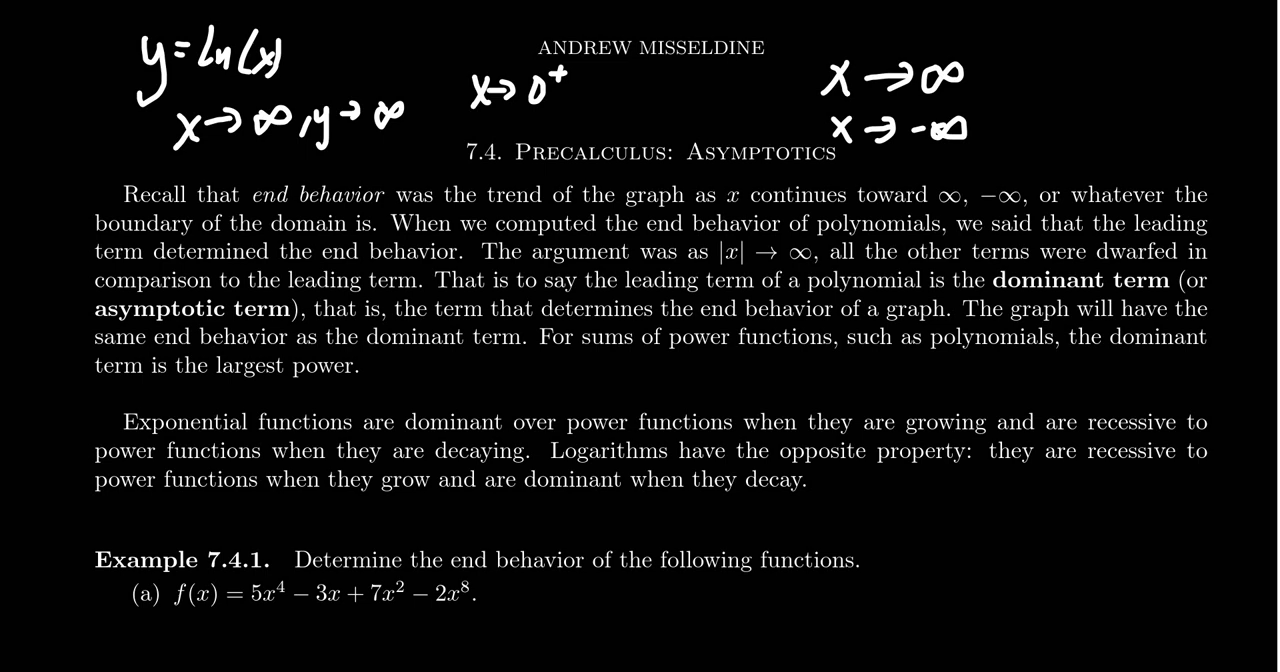 y = ln(x)
ANDREW MISSELDINE
x → ∞, y → ∞
x → 0⁺
x → ∞
x → -∞
7.4. PRECALCULUS: ASYMPTOTICS
Recall that end behavior was the trend of the graph as x continues toward ∞, −∞, or whatever the
boundary of the domain is. When we computed the end behavior of polynomials, we said that the leading
term determined the end behavior. The argument was as |x| → ∞, all the other terms were dwarfed in
comparison to the leading term. That is to say the leading term of a polynomial is the dominant term (or
asymptotic term), that is, the term that determines the end behavior of a graph. The graph will have the
same end behavior as the dominant term. For sums of power functions, such as polynomials, the dominant
term is the largest power.
Exponential functions are dominant over power functions when they are growing and are recessive to
power functions when they are decaying. Logarithms have the opposite property: they are recessive to
power functions when they grow and are dominant when they decay.
Example 7.4.1. Determine the end behavior of the following functions.
(a) f(x) = 5x⁴ − 3x + 7x² − 2x⁸.